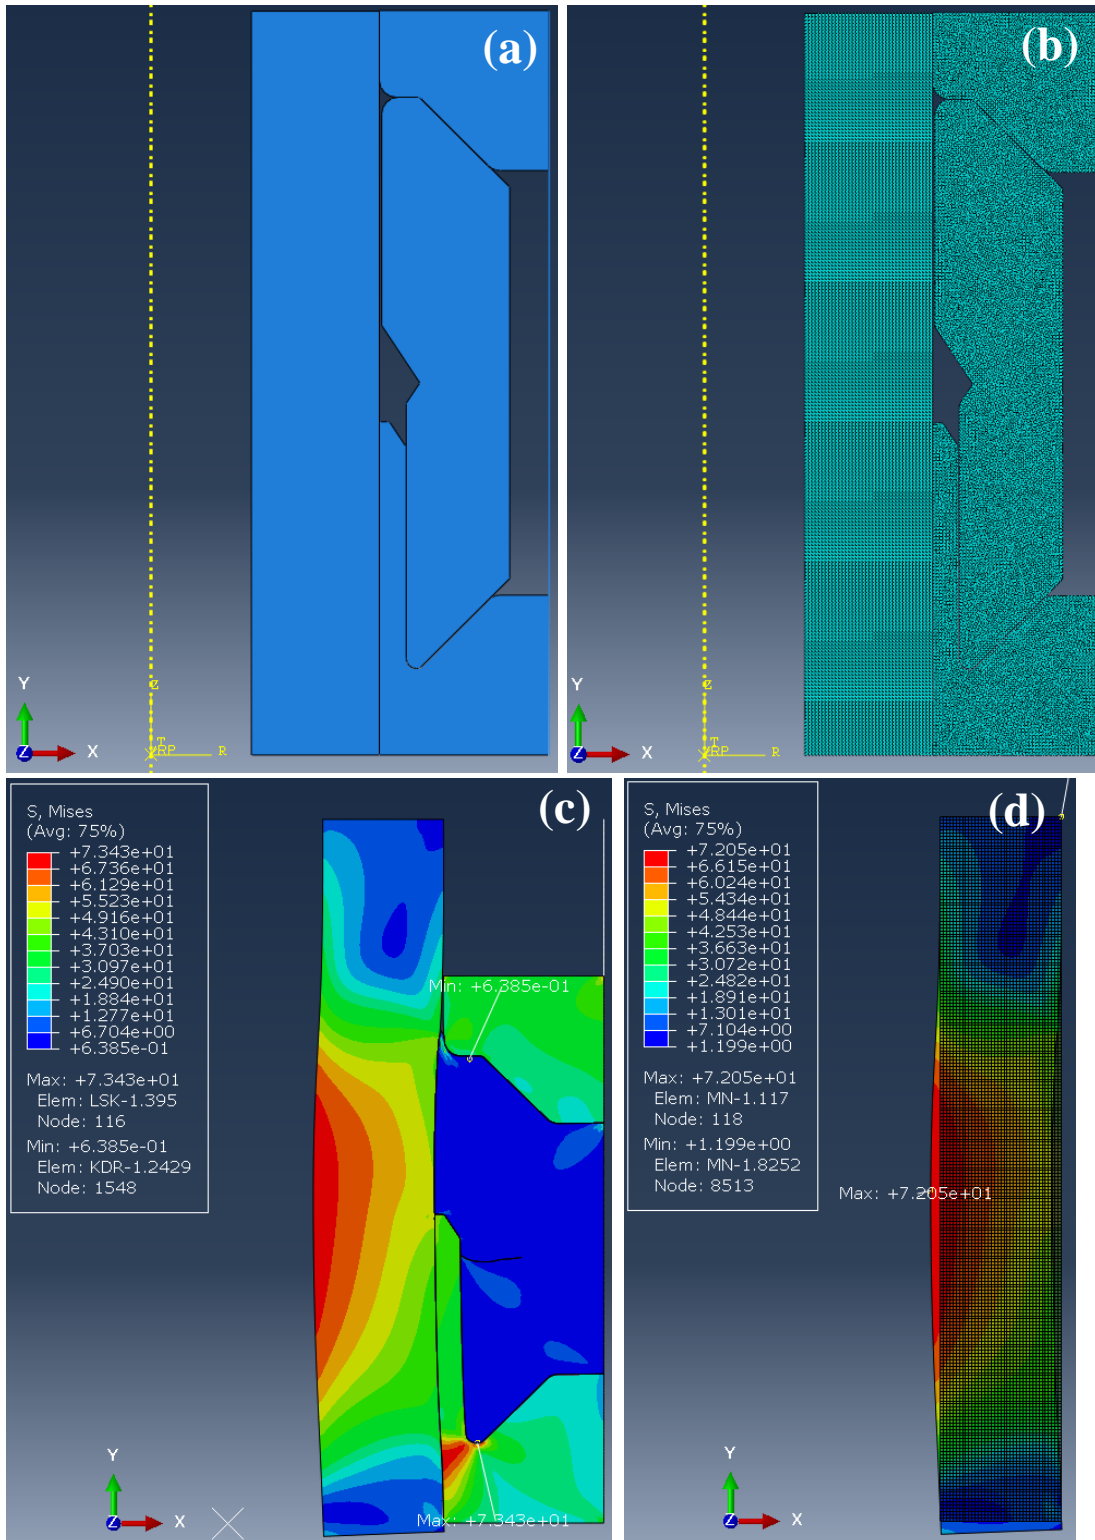 (a)
Y
Z
X
Z
T
RP
R
(b)
Y
Z
X
Z
T
RP
R
(c)
S, Mises
(Avg: 75%)
+7.343e+01
+6.736e+01
+6.129e+01
+5.523e+01
+4.916e+01
+4.310e+01
+3.703e+01
+3.097e+01
+2.490e+01
+1.884e+01
+1.277e+01
+6.704e+00
+6.385e-01
Max: +7.343e+01
Elem: LSK-1.395
Node: 116
Min: +6.385e-01
Elem: KDR-1.2429
Node: 1548
Min: +6.385e-01
Max: +7.343e+01
Y
Z
X
(d)
S, Mises
(Avg: 75%)
+7.205e+01
+6.615e+01
+6.024e+01
+5.434e+01
+4.844e+01
+4.253e+01
+3.663e+01
+3.072e+01
+2.482e+01
+1.891e+01
+1.301e+01
+7.104e+00
+1.199e+00
Max: +7.205e+01
Elem: MN-1.117
Node: 118
Min: +1.199e+00
Elem: MN-1.8252
Node: 8513
Max: +7.205e+01
Y
Z
X